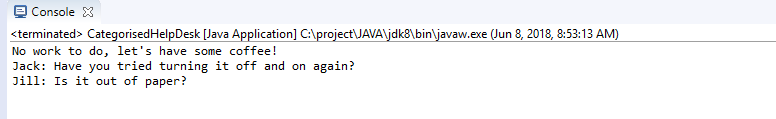 Console
<terminated> CategorisedHelpDesk [Java Application] C:\project\JAVA\jdk8\bin\javaw.exe (Jun 8, 2018, 8:53:13 AM)
No work to do, let's have some coffee!
Jack: Have you tried turning it off and on again?
Jill: Is it out of paper?